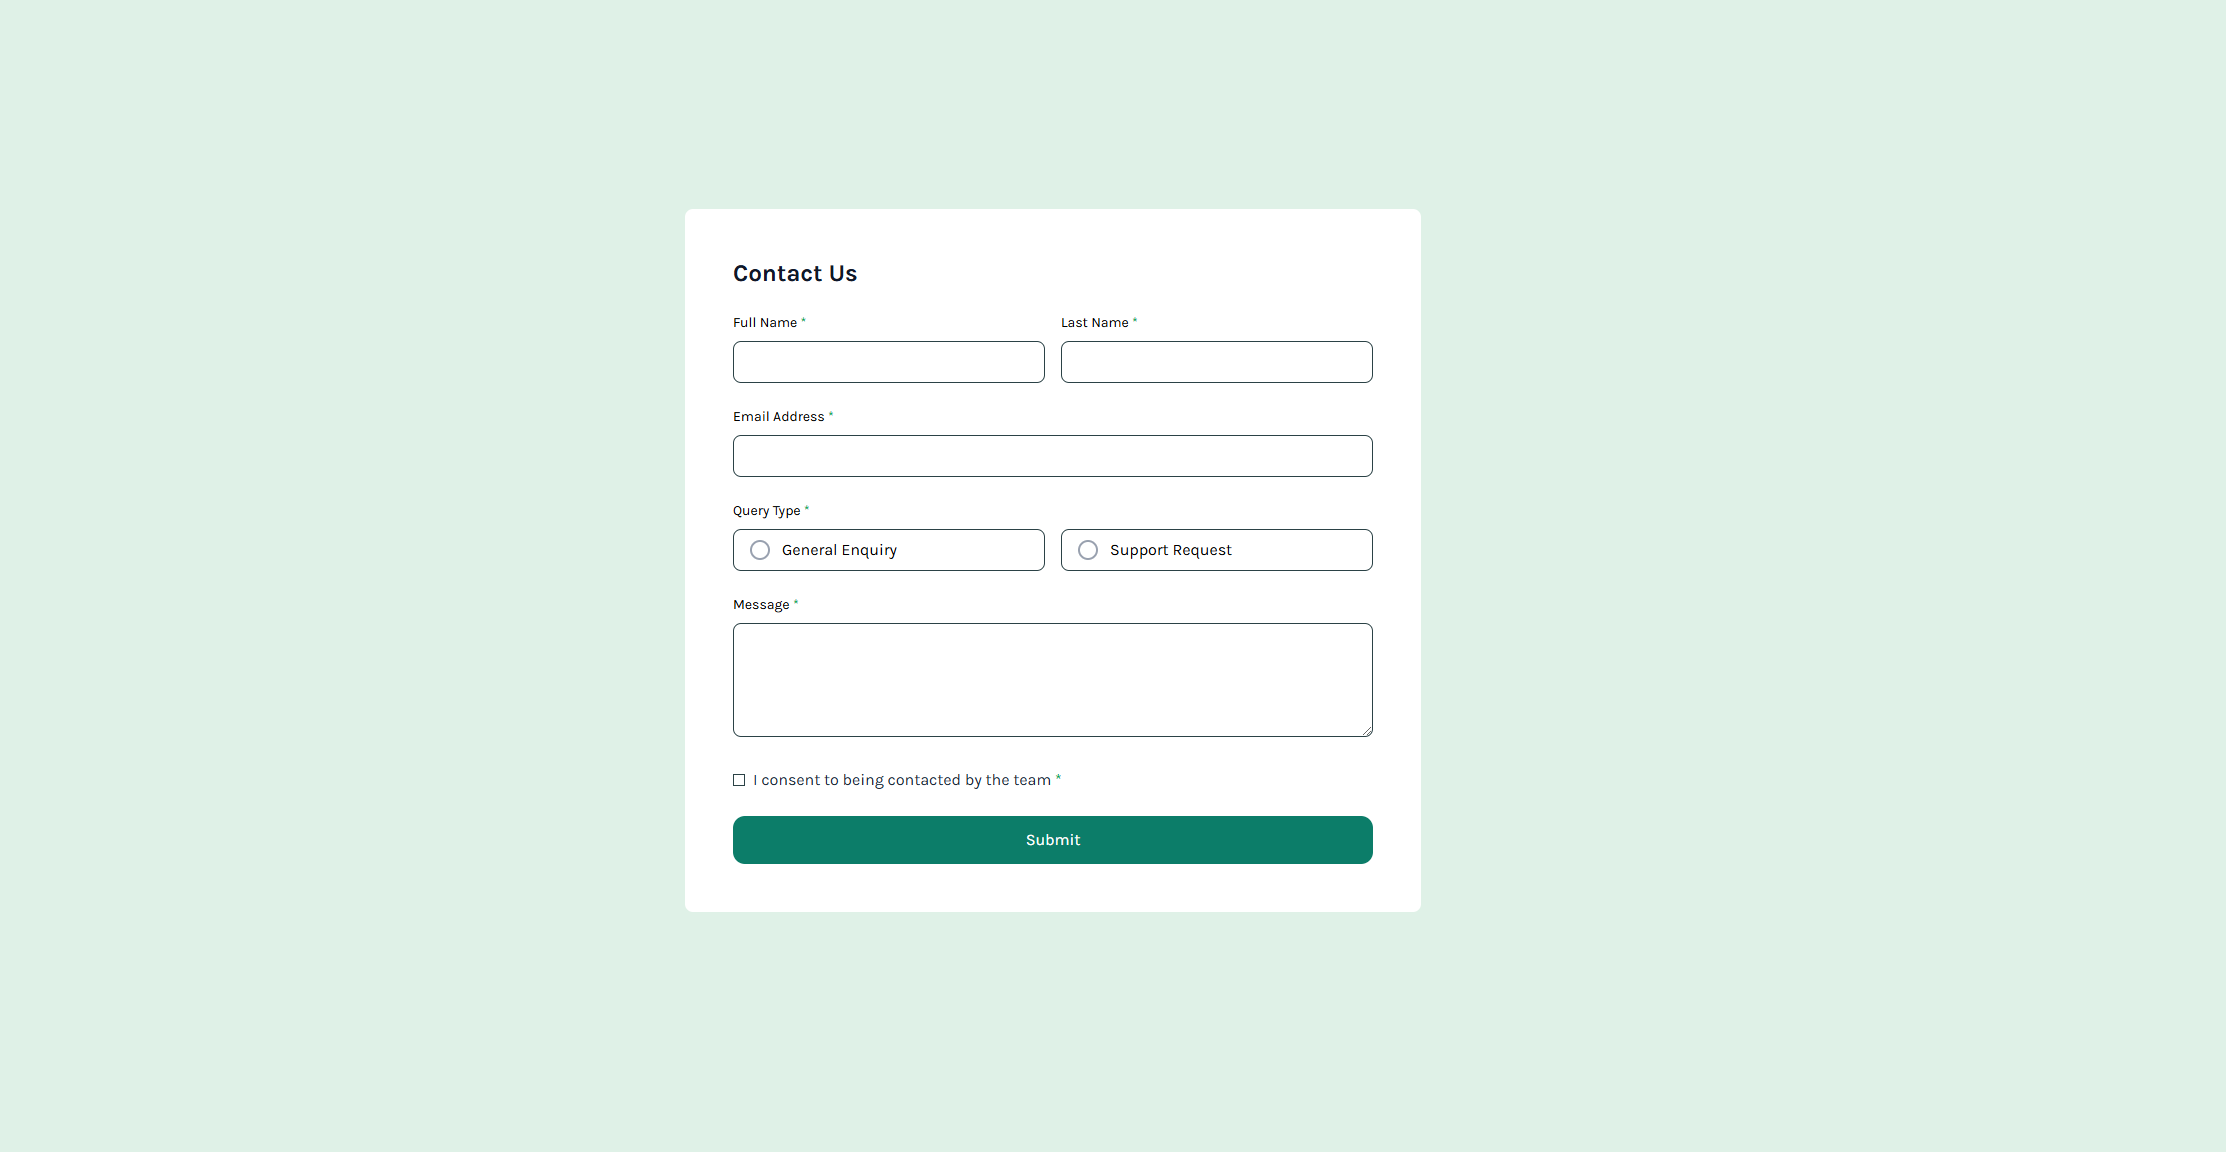 Contact Us
Full Name *
Last Name *
Email Address *
Query Type *
General Enquiry
Support Request
Message *
I consent to being contacted by the team *
Submit